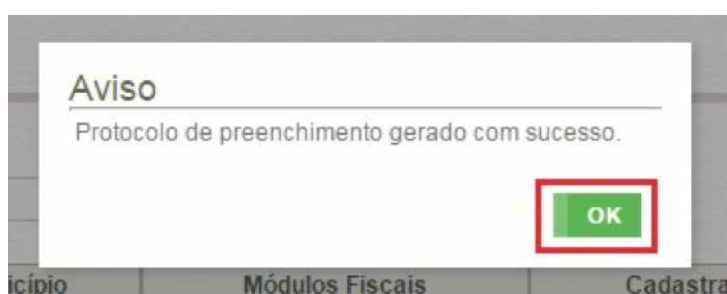 Aviso
Protocolo de preenchimento gerado com sucesso.
OK
Módulos Fiscais